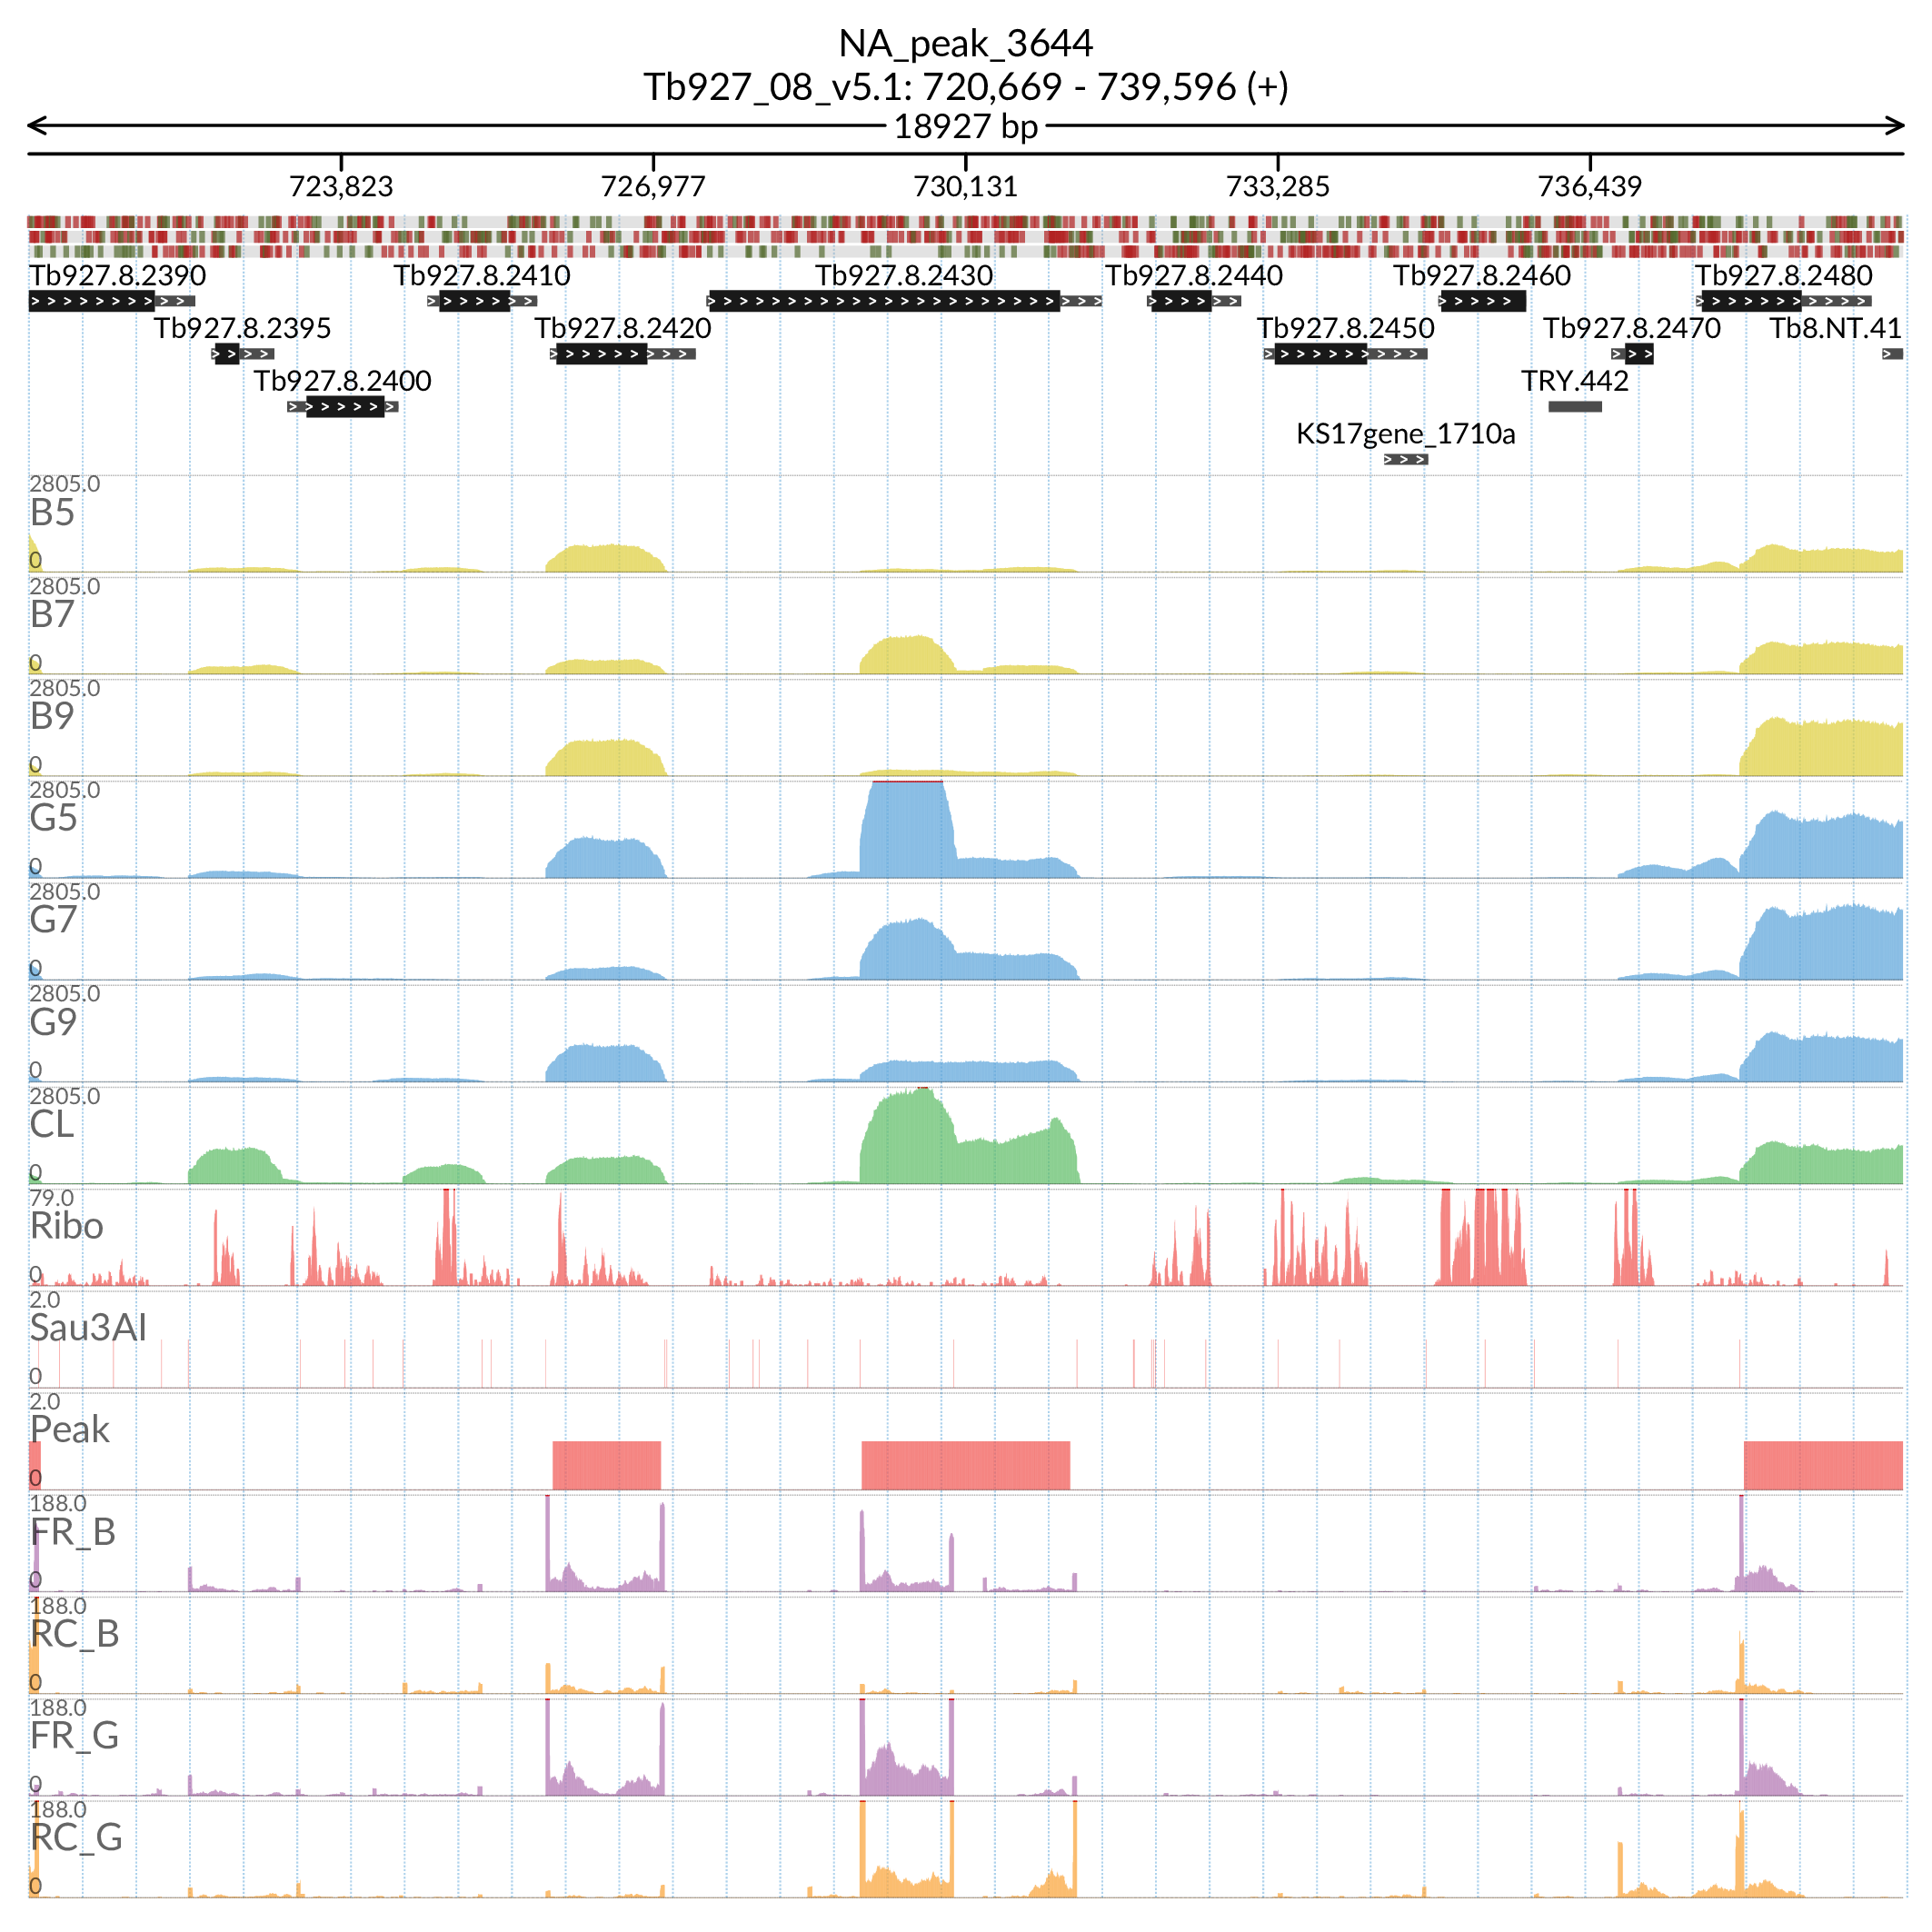 NA_peak_3644
Tb927_08_v5.1: 720,669 - 739,596 (+)
18927 bp
723,823 726,977 730,131 733,285 736,439
Tb927.8.2390 Tb927.8.2410 Tb927.8.2430 Tb927.8.2440 Tb927.8.2460 Tb927.8.2480
Tb927.8.2395 Tb927.8.2420 Tb927.8.2450 Tb927.8.2470 Tb8.NT.41
Tb927.8.2400 TRY.442
KS17gene_1710a
2805.0
B5
0
2805.0
B7
0
2805.0
B9
0
2805.0
G5
0
2805.0
G7
0
2805.0
G9
0
2805.0
CL
0
79.0
Ribo
0
2.0
Sau3AI
0
2.0
Peak
0
188.0
FR_B
0
188.0
RC_B
0
188.0
FR_G
0
188.0
RC_G
0